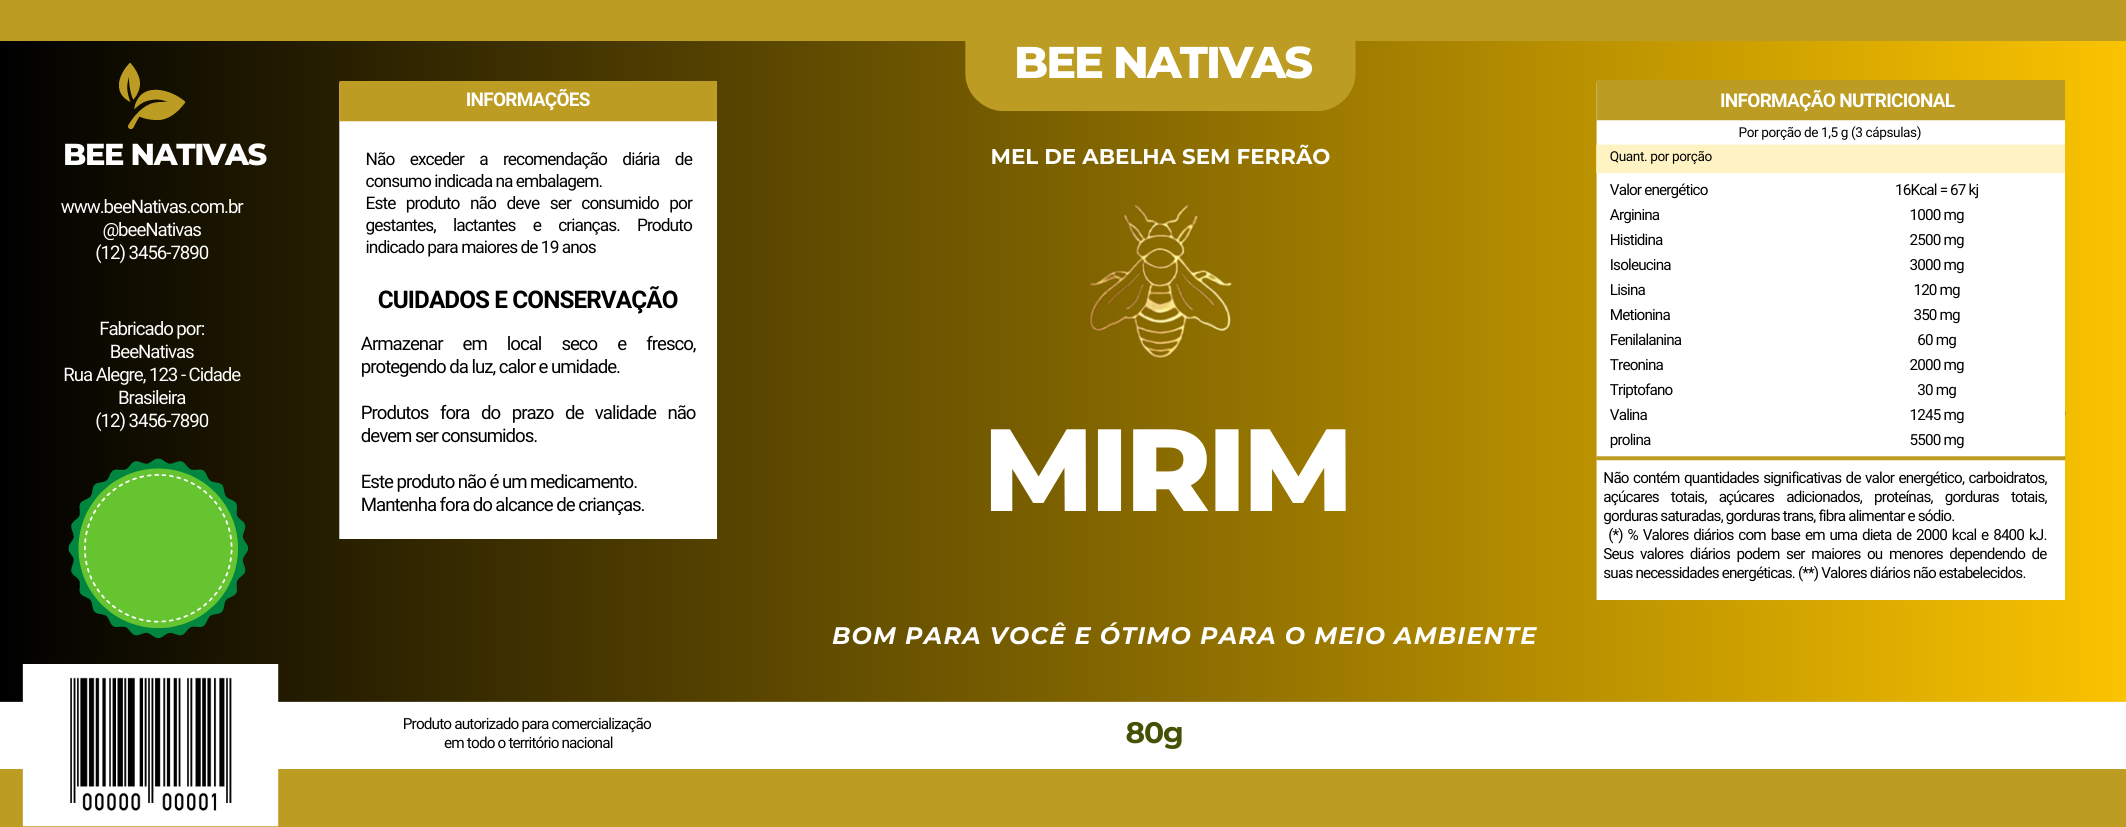 BEE NATIVAS
www.beeNativas.com.br
@beeNativas
(12) 3456-7890
Fabricado por:
BeeNativas
Rua Alegre, 123 - Cidade
Brasileira
(12) 3456-7890
00000 00001
INFORMAÇÕES
Não exceder a recomendação diária de
consumo indicada na embalagem.
Este produto não deve ser consumido por
gestantes, lactantes e crianças. Produto
indicado para maiores de 19 anos
CUIDADOS E CONSERVAÇÃO
Armazenar em local seco e fresco,
protegendo da luz, calor e umidade.
Produtos fora do prazo de validade não
devem ser consumidos.
Este produto não é um medicamento.
Mantenha fora do alcance de crianças.
Produto autorizado para comercialização
em todo o território nacional
BEE NATIVAS
MEL DE ABELHA SEM FERRÃO
MIRIM
BOM PARA VOCÊ E ÓTIMO PARA O MEIO AMBIENTE
80g
INFORMAÇÃO NUTRICIONAL
Por porção de 1,5 g (3 cápsulas)
Quant. por porção
Valor energético 16Kcal = 67 kj
Arginina 1000 mg
Histidina 2500 mg
Isoleucina 3000 mg
Lisina 120 mg
Metionina 350 mg
Fenilalanina 60 mg
Treonina 2000 mg
Triptofano 30 mg
Valina 1245 mg
prolina 5500 mg
Não contém quantidades significativas de valor energético, carboidratos,
açúcares totais, açúcares adicionados, proteínas, gorduras totais,
gorduras saturadas, gorduras trans, fibra alimentar e sódio.
(*) % Valores diários com base em uma dieta de 2000 kcal e 8400 kJ.
Seus valores diários podem ser maiores ou menores dependendo de
suas necessidades energéticas. (**) Valores diários não estabelecidos.